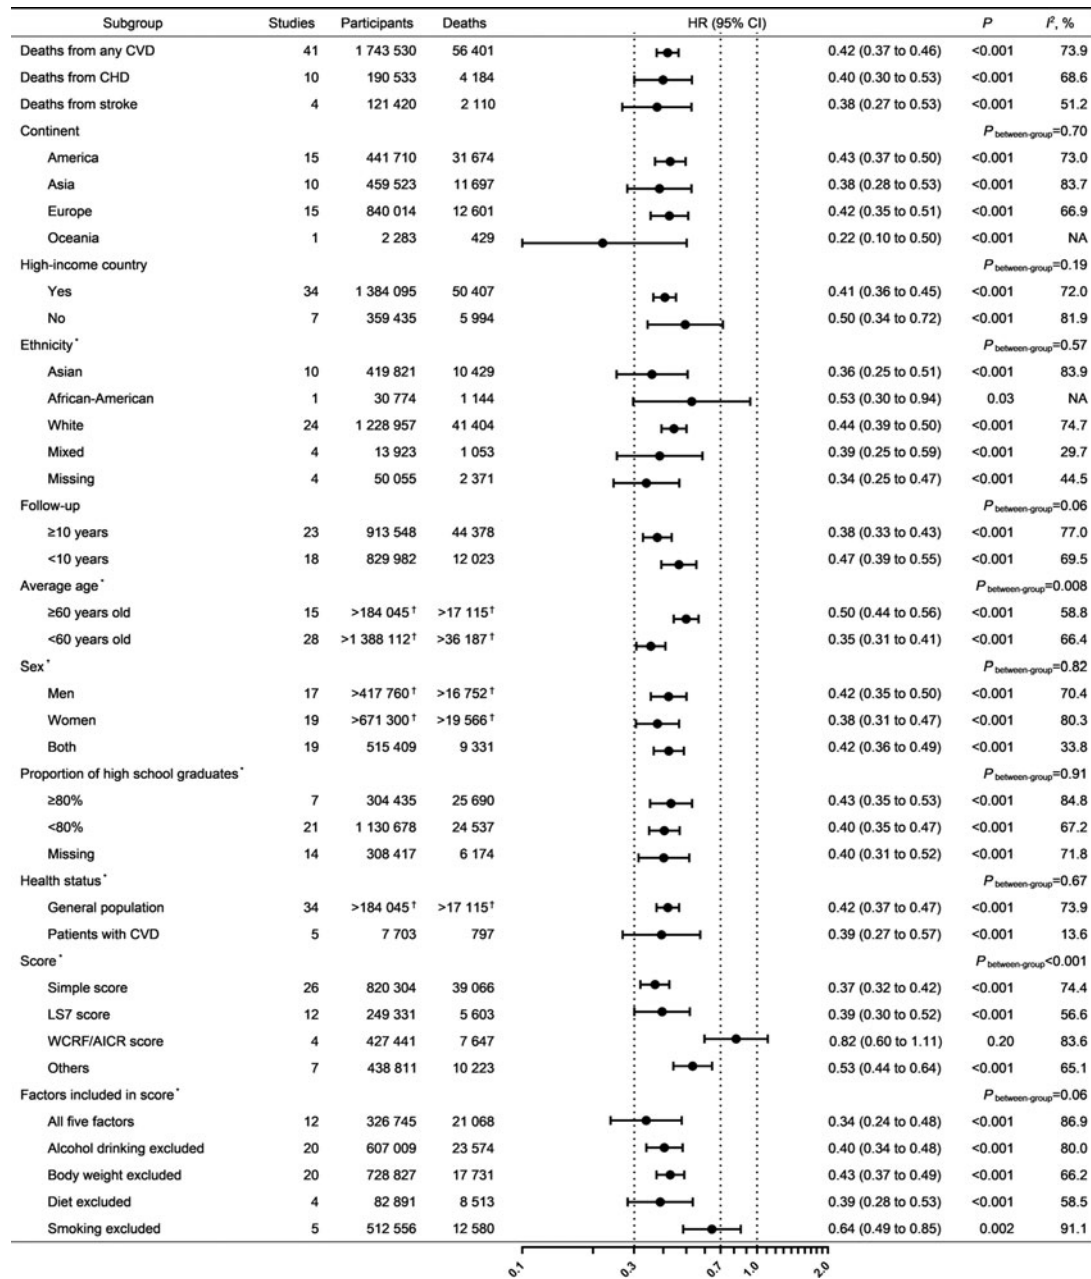 Subgroup Studies Participants Deaths HR (95% CI) P I², %
Deaths from any CVD 41 1 743 530 56 401 0.42 (0.37 to 0.46) <0.001 73.9
Deaths from CHD 10 190 533 4 184 0.40 (0.30 to 0.53) <0.001 68.6
Deaths from stroke 4 121 420 2 110 0.38 (0.27 to 0.53) <0.001 51.2
Continent P between-group=0.70
America 15 441 710 31 674 0.43 (0.37 to 0.50) <0.001 73.0
Asia 10 459 523 11 697 0.38 (0.28 to 0.53) <0.001 83.7
Europe 15 840 014 12 601 0.42 (0.35 to 0.51) <0.001 66.9
Oceania 1 2 283 429 0.22 (0.10 to 0.50) <0.001 NA
High-income country P between-group=0.19
Yes 34 1 384 095 50 407 0.41 (0.36 to 0.45) <0.001 72.0
No 7 359 435 5 994 0.50 (0.34 to 0.72) <0.001 81.9
Ethnicity* P between-group=0.57
Asian 10 419 821 10 429 0.36 (0.25 to 0.51) <0.001 83.9
African-American 1 30 774 1 144 0.53 (0.30 to 0.94) 0.03 NA
White 24 1 228 957 41 404 0.44 (0.39 to 0.50) <0.001 74.7
Mixed 4 13 923 1 053 0.39 (0.25 to 0.59) <0.001 29.7
Missing 4 50 055 2 371 0.34 (0.25 to 0.47) <0.001 44.5
Follow-up P between-group=0.06
≥10 years 23 913 548 44 378 0.38 (0.33 to 0.43) <0.001 77.0
<10 years 18 829 982 12 023 0.47 (0.39 to 0.55) <0.001 69.5
Average age* P between-group=0.008
≥60 years old 15 >184 045† >17 115† 0.50 (0.44 to 0.56) <0.001 58.8
<60 years old 28 >1 388 112† >36 187† 0.35 (0.31 to 0.41) <0.001 66.4
Sex* P between-group=0.82
Men 17 >417 760† >16 752† 0.42 (0.35 to 0.50) <0.001 70.4
Women 19 >671 300† >19 566† 0.38 (0.31 to 0.47) <0.001 80.3
Both 19 515 409 9 331 0.42 (0.36 to 0.49) <0.001 33.8
Proportion of high school graduates* P between-group=0.91
≥80% 7 304 435 25 690 0.43 (0.35 to 0.53) <0.001 84.8
<80% 21 1 130 678 24 537 0.40 (0.35 to 0.47) <0.001 67.2
Missing 14 308 417 6 174 0.40 (0.31 to 0.52) <0.001 71.8
Health status* P between-group=0.67
General population 34 >184 045† >17 115† 0.42 (0.37 to 0.47) <0.001 73.9
Patients with CVD 5 7 703 797 0.39 (0.27 to 0.57) <0.001 13.6
Score* P between-group<0.001
Simple score 26 820 304 39 066 0.37 (0.32 to 0.42) <0.001 74.4
LS7 score 12 249 331 5 603 0.39 (0.30 to 0.52) <0.001 56.6
WCRF/AICR score 4 427 441 7 647 0.82 (0.60 to 1.11) 0.20 83.6
Others 7 438 811 10 223 0.53 (0.44 to 0.64) <0.001 65.1
Factors included in score* P between-group=0.06
All five factors 12 326 745 21 068 0.34 (0.24 to 0.48) <0.001 86.9
Alcohol drinking excluded 20 607 009 23 574 0.40 (0.34 to 0.48) <0.001 80.0
Body weight excluded 20 728 827 17 731 0.43 (0.37 to 0.49) <0.001 66.2
Diet excluded 4 82 891 8 513 0.39 (0.28 to 0.53) <0.001 58.5
Smoking excluded 5 512 556 12 580 0.64 (0.49 to 0.85) 0.002 91.1
0.1 0.3 0.7 1.0 2.0